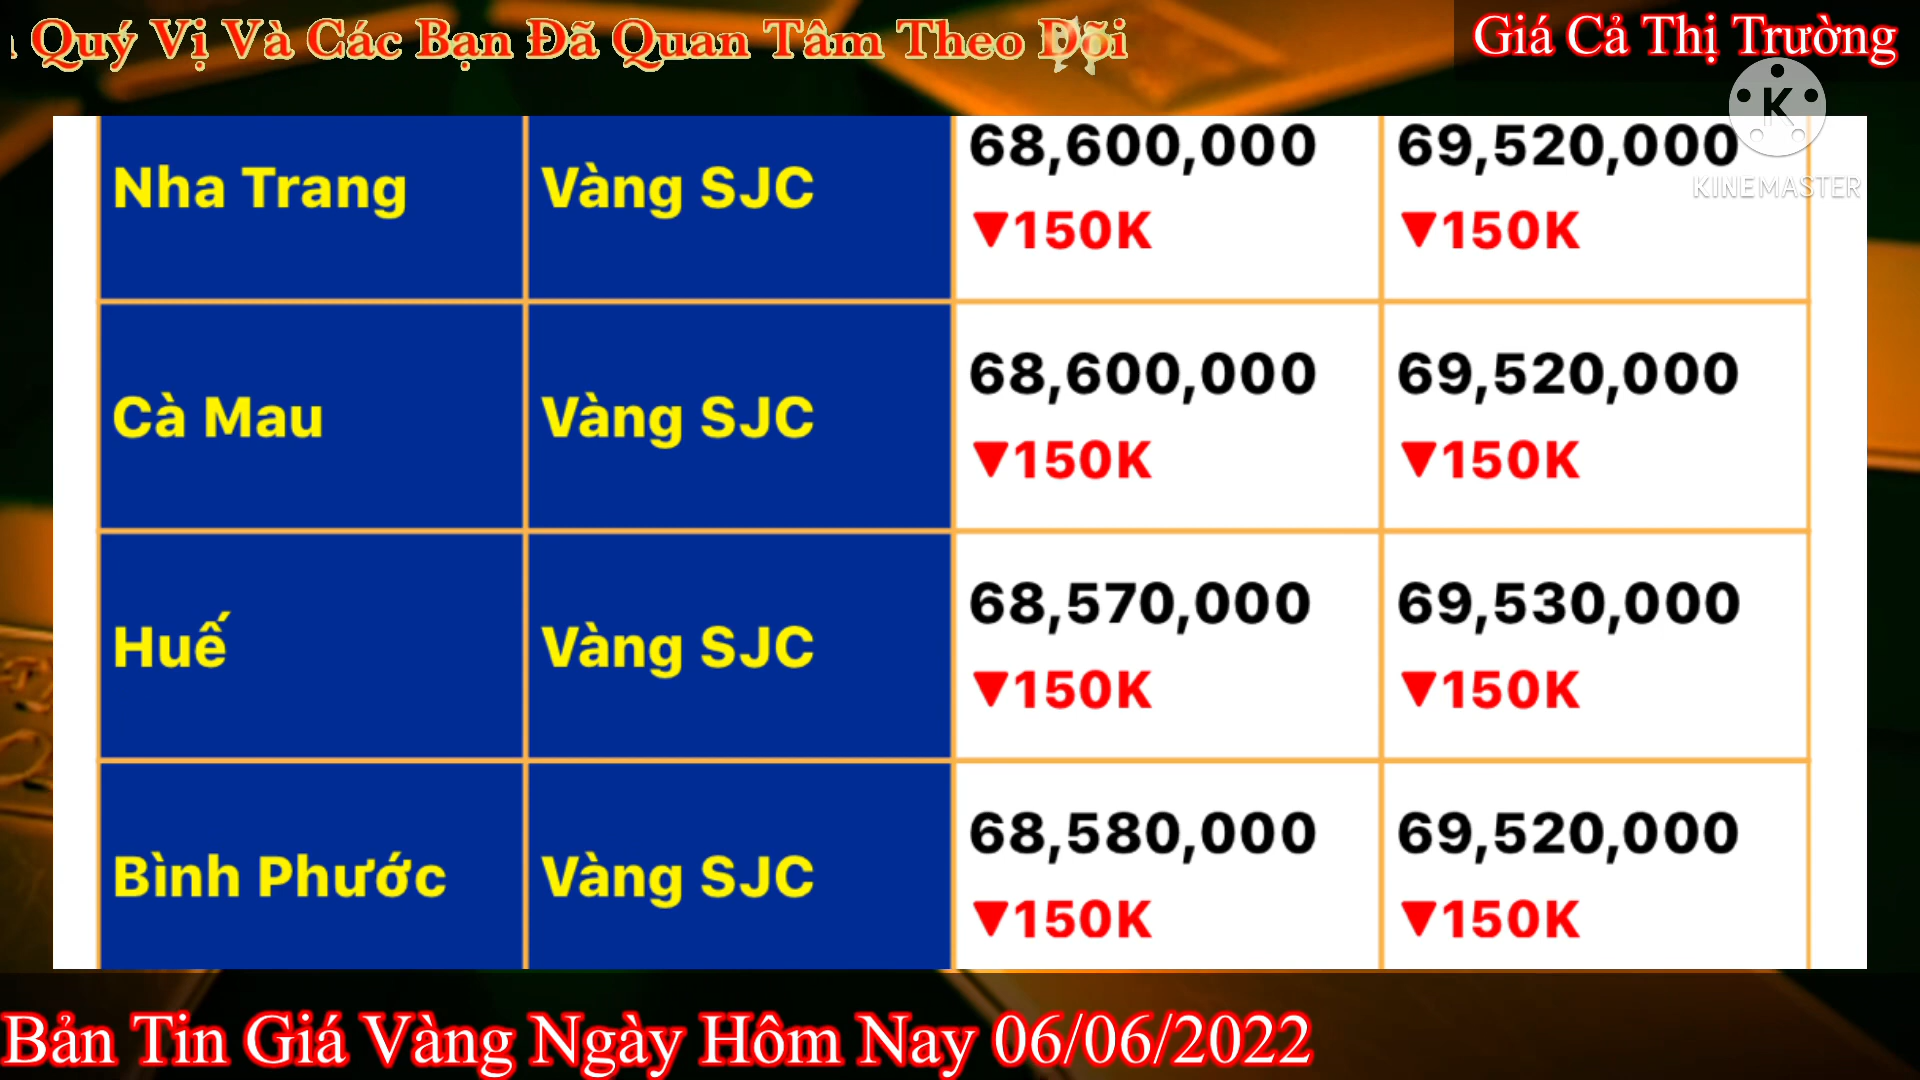 Quý Vị Và Các Bạn Đã Quan Tâm Theo Dõi
Giá Cả Thị Trường
KINEMASTER
Nha Trang Vàng SJC 68,600,000 69,520,000
▼150K ▼150K
Cà Mau Vàng SJC 68,600,000 69,520,000
▼150K ▼150K
Huế Vàng SJC 68,570,000 69,530,000
▼150K ▼150K
Bình Phước Vàng SJC 68,580,000 69,520,000
▼150K ▼150K
Bản Tin Giá Vàng Ngày Hôm Nay 06/06/2022